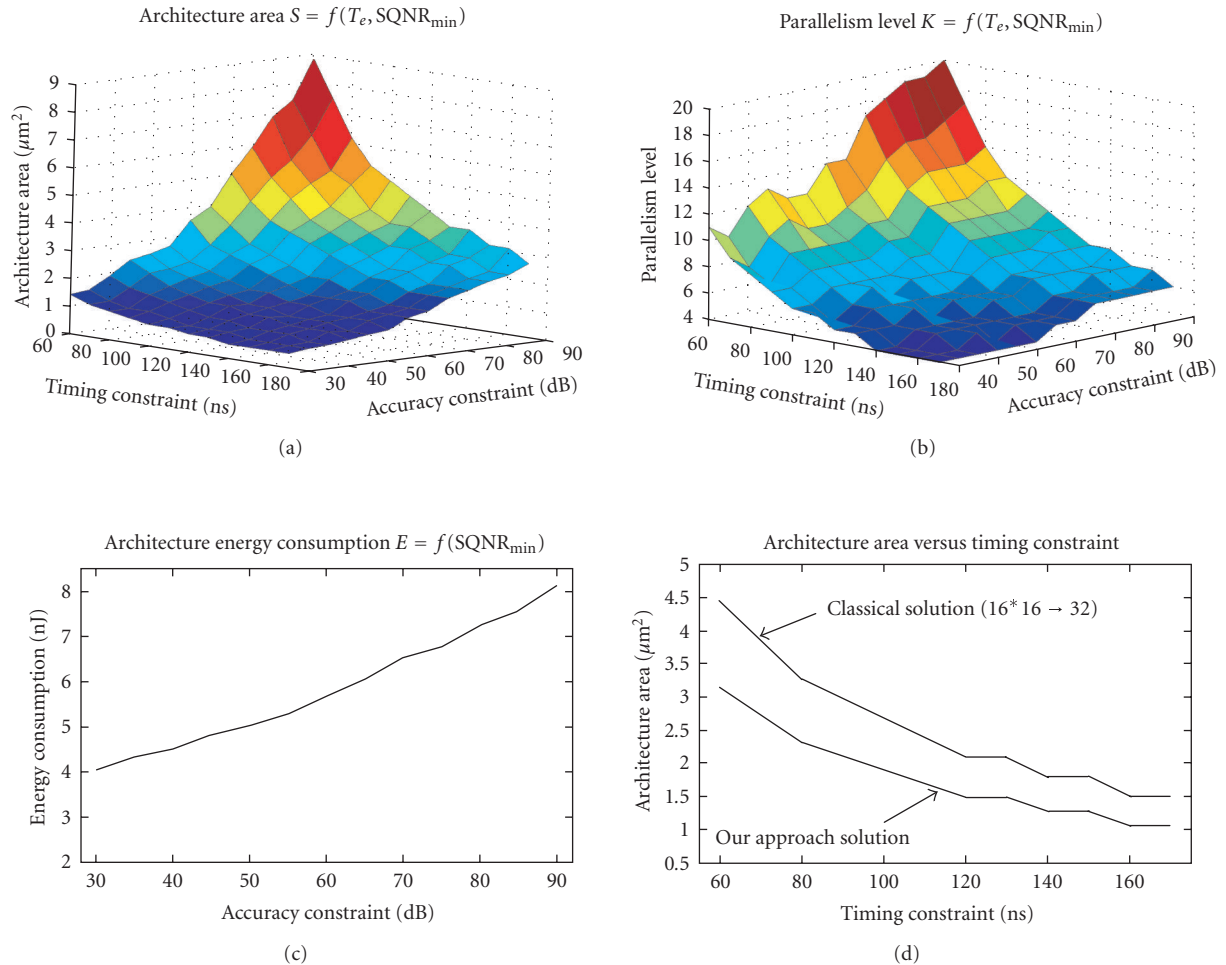 Architecture area S = f(Tₑ, SQNRₘᵢₙ)
Architecture area (μm²)
9
8
7
6
5
4
3
2
1
0
60
80
100
120
140
160
180
Timing constraint (ns)
30
40
50
60
70
80
90
Accuracy constraint (dB)
(a)
Parallelism level K = f(Tₑ, SQNRₘᵢₙ)
Parallelism level
20
18
16
14
12
10
8
6
4
60
80
100
120
140
160
180
Timing constraint (ns)
40
50
60
70
80
90
Accuracy constraint (dB)
(b)
Architecture energy consumption E = f(SQNRₘᵢₙ)
Energy consumption (nJ)
8
7
6
5
4
3
2
30 40 50 60 70 80 90
Accuracy constraint (dB)
(c)
Architecture area versus timing constraint
Architecture area (μm²)
5
4.5
4
3.5
3
2.5
2
1.5
1
0.5
Classical solution (16* 16 → 32)
Our approach solution
60 80 100 120 140 160
Timing constraint (ns)
(d)